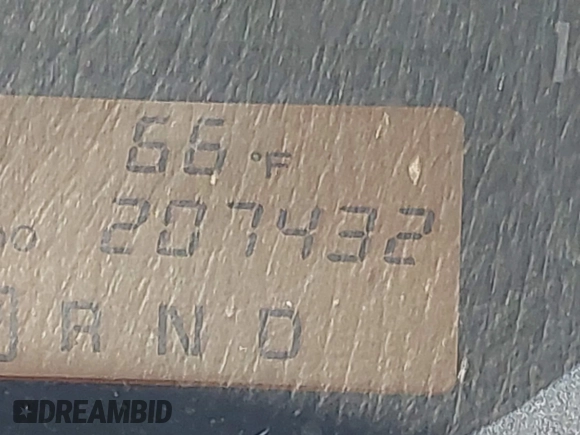 66 °F
207432
R N D
DREAMBID